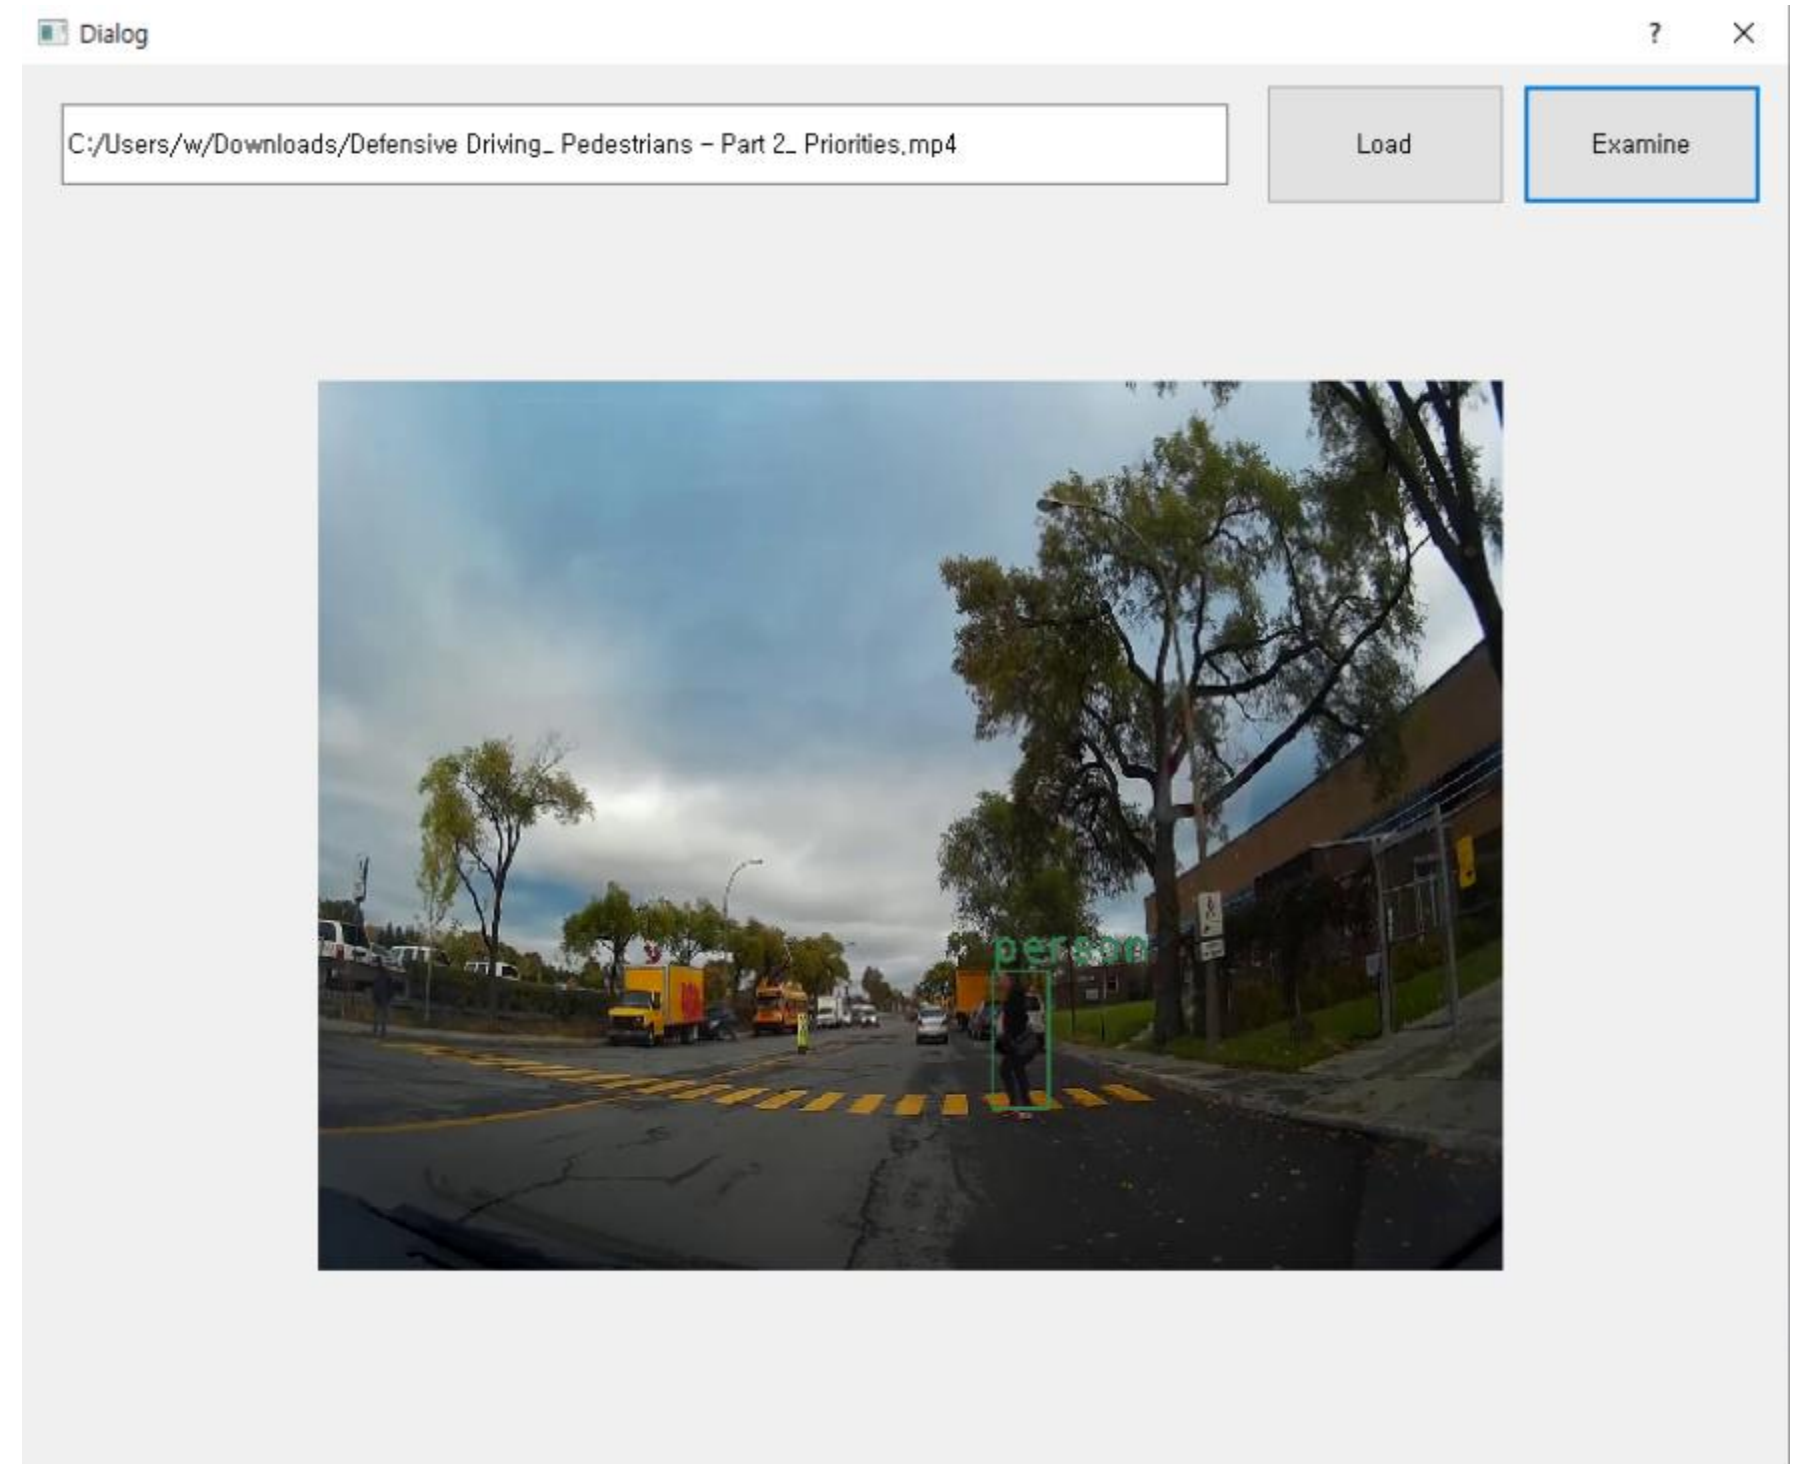 Dialog
?
C:/Users/w/Downloads/Defensive Driving_ Pedestrians - Part 2_ Priorities.mp4
Load
Examine
person